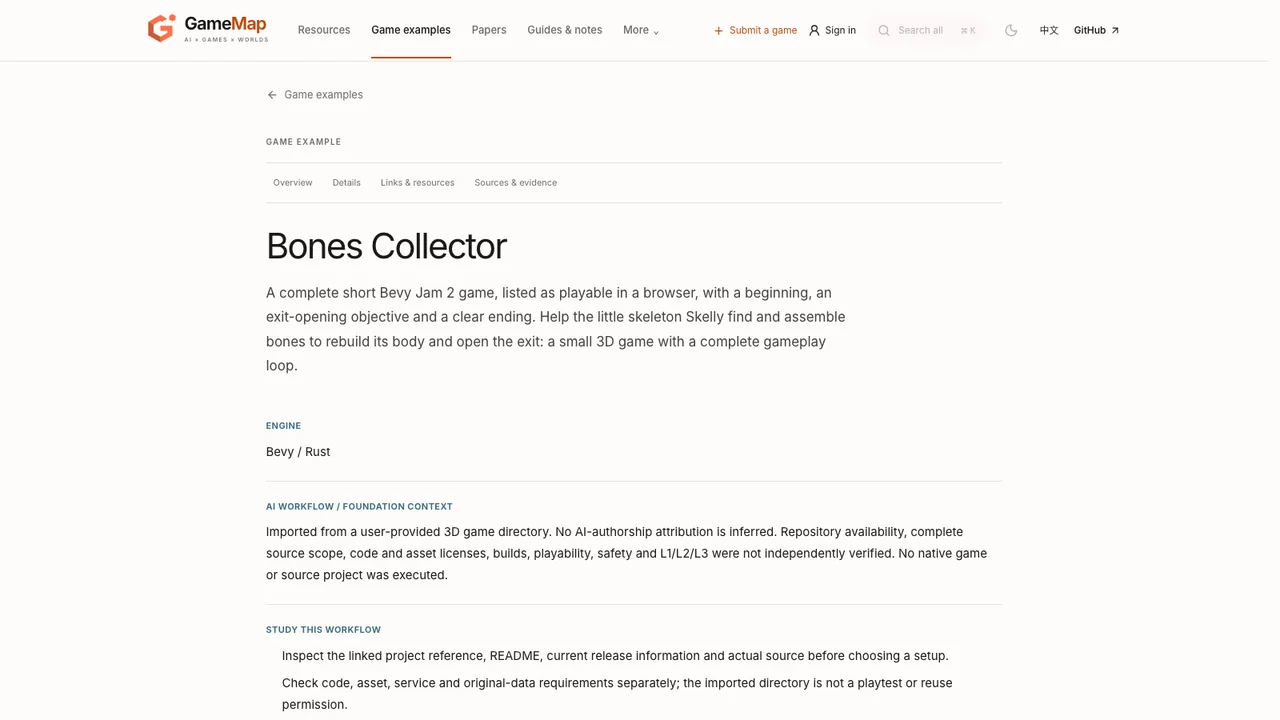 GameMap
AI × GAMES × WORLDS
Resources
Game examples
Papers
Guides & notes
More
+ Submit a game
Sign in
Search all
⌘ K
中文
GitHub ↗
← Game examples
GAME EXAMPLE
Overview
Details
Links & resources
Sources & evidence
Bones Collector
A complete short Bevy Jam 2 game, listed as playable in a browser, with a beginning, an
exit-opening objective and a clear ending. Help the little skeleton Skelly find and assemble
bones to rebuild its body and open the exit: a small 3D game with a complete gameplay
loop.
ENGINE
Bevy / Rust
AI WORKFLOW / FOUNDATION CONTEXT
Imported from a user-provided 3D game directory. No AI-authorship attribution is inferred. Repository availability, complete
source scope, code and asset licenses, builds, playability, safety and L1/L2/L3 were not independently verified. No native game
or source project was executed.
STUDY THIS WORKFLOW
Inspect the linked project reference, README, current release information and actual source before choosing a setup.
Check code, asset, service and original-data requirements separately; the imported directory is not a playtest or reuse
permission.